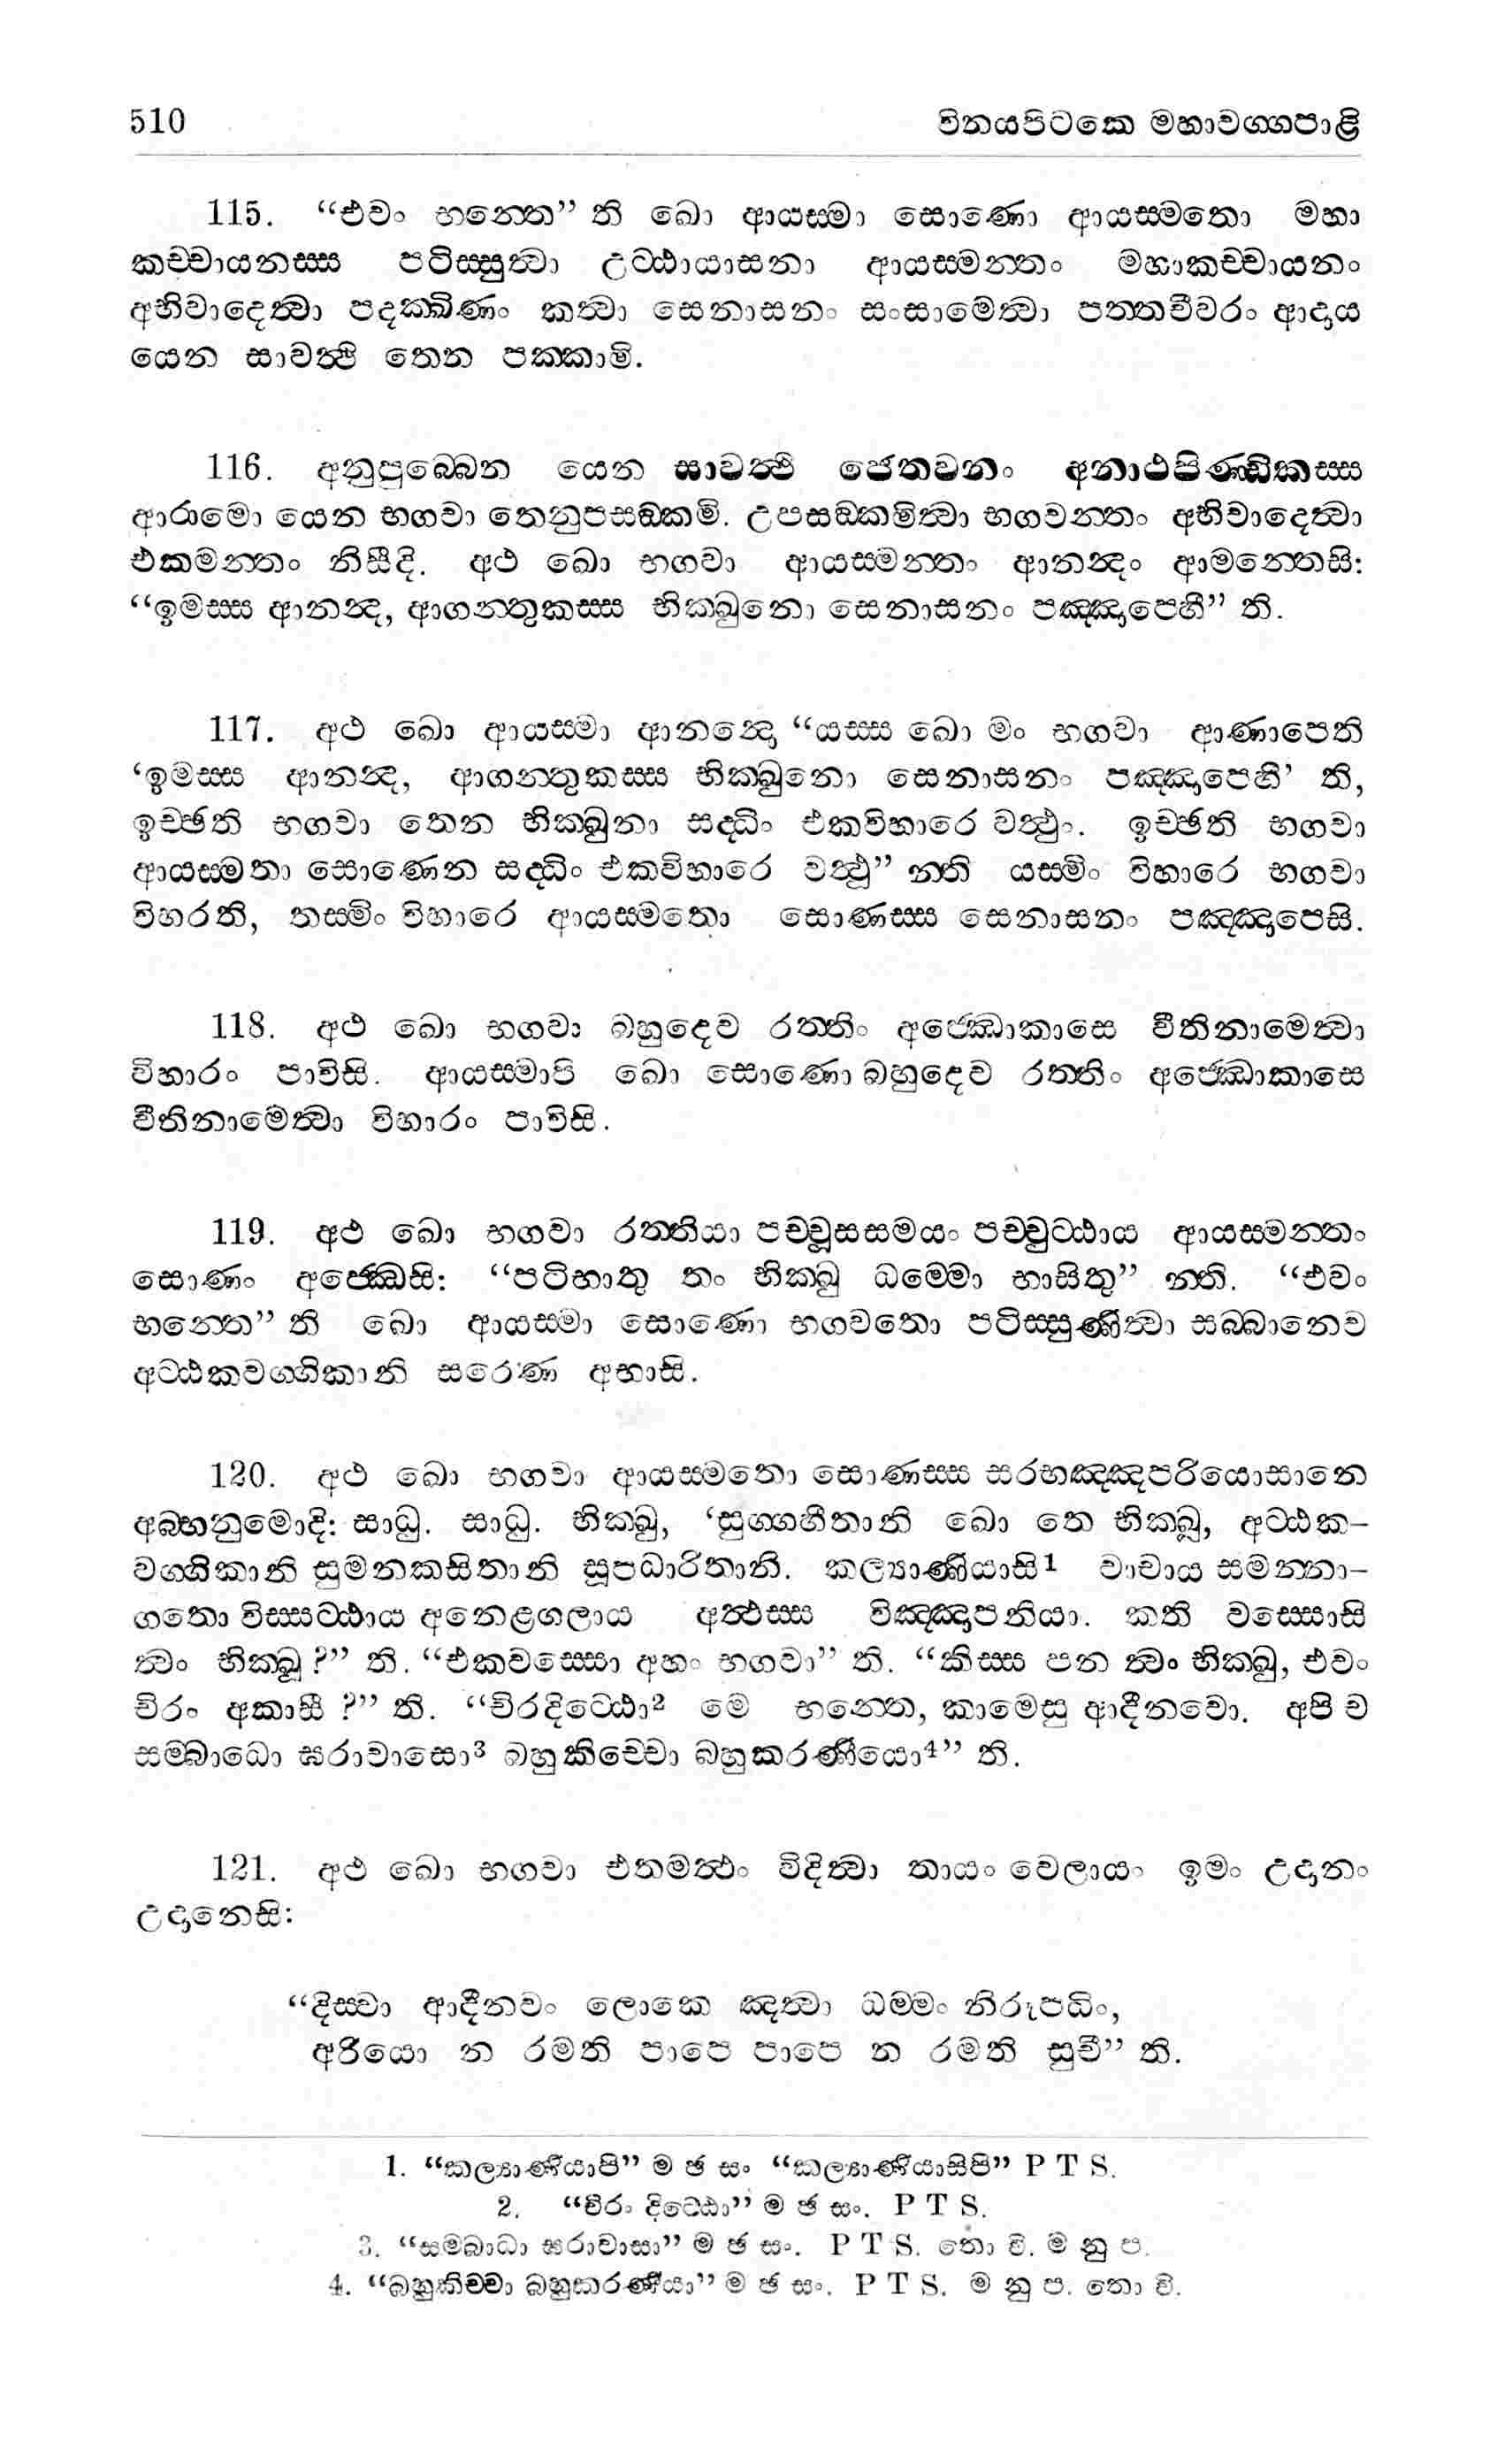 510 විනයපිටකෙ මහාවග්ගපාළි
115. “එවං භන්තෙ” ති ඛො ආයස්මා සොණො ආයස්මතො මහා
කච්චායනස්ස පටිස්සුත්වා උට්ඨායාසනා ආයස්මන්තං මහාකච්චායනං
අභිවාදෙත්වා පදක්ඛිණං කත්වා සෙනාසනං සංසාමෙත්වා පත්තචීවරං ආදාය
යෙන සාවත්ථි තෙන පක්කාමි.
116. අනුපුබ්බෙන යෙන සාවත්ථි ජෙතවනං අනාථපිණ්ඩිකස්ස
ආරාමො යෙන භගවා තෙනුපසඞ්කමි. උපසඞ්කමිත්වා භගවන්තං අභිවාදෙත්වා
එකමන්තං නිසීදි. අථ ඛො භගවා ආයස්මන්තං ආනන්දං ආමන්තෙසි:
“ඉමස්ස ආනන්ද, ආගන්තුකස්ස භික්ඛුනො සෙනාසනං පඤ්ඤාපෙහී” ති.
117. අථ ඛො ආයස්මා ආනන්දො “යස්ස ඛො මං භගවා ආණාපෙති
‘ඉමස්ස ආනන්ද, ආගන්තුකස්ස භික්ඛුනො සෙනාසනං පඤ්ඤාපෙහි’ ති,
ඉච්ඡති භගවා තෙන භික්ඛුනා සද්ධිං එකවිහාරෙ වත්ථුං. ඉච්ඡති භගවා
ආයස්මතා සොණෙන සද්ධිං එකවිහාරෙ වත්ථු” න්ති යස්මිං විහාරෙ භගවා
විහරති, තස්මිං විහාරෙ ආයස්මතො සොණස්ස සෙනාසනං පඤ්ඤාපෙසි.
118. අථ ඛො භගවා බහුදෙව රත්තිං අජ්ඣොකාසෙ වීතිනාමෙත්වා
විහාරං පාවිසි. ආයස්මාපි ඛො සොණො බහුදෙව රත්තිං අජ්ඣොකාසෙ
වීතිනාමෙත්වා විහාරං පාවිසි.
119. අථ ඛො භගවා රත්තියා පච්චූසසමයං පච්චුට්ඨාය ආයස්මන්තං
සොණං අජ්ඣෙසි: “පටිභාතු තං භික්ඛු ධම්මො භාසිතු” න්ති. “එවං
භන්තෙ” ති ඛො ආයස්මා සොණො භගවතො පටිස්සුණිත්වා සබ්බානෙව
අට්ඨකවග්ගිකානි සරෙණ අභාසි.
120. අථ ඛො භගවා ආයස්මතො සොණස්ස සරභඤ්ඤපරියොසානෙ
අබ්භනුමොදි: සාධු. සාධු. භික්ඛු, ‘සුග්ගහීතානි ඛො තෙ භික්ඛු, අට්ඨක-
වග්ගිකානි සුමනකසිතානි සූපධාරිතානි. කල්‍යාණියාසි¹ වාචාය සමන්නා-
ගතො විස්සට්ඨාය අනෙළගලාය අත්ථස්ස විඤ්ඤාපනියා. කති වස්සොසි
ත්වං භික්ඛූ ?” ති. “එකවස්සො අහං භගවා” ති. “කිස්ස පන ත්වං භික්ඛු, එවං
චිරං අකාසී ?” ති. “චිරදිට්ඨො² මෙ භන්තෙ, කාමෙසු ආදීනවො. අපි ච
සම්බාධො ඝරාවාසො³ බහුකිච්චො බහුකරණීයො⁴” ති.
121. අථ ඛො භගවා එතමත්ථං විදිත්වා තායං වෙලායං ඉමං උදානං
උදානෙසි:
“දිස්වා ආදීනවං ලොකෙ ඤත්වා ධම්මං නිරූපධිං,
අරියො න රමති පාපෙ පාපෙ න රමති සුචී” ති.
1. “කල්‍යාණියාපි” ම ඡ සං “කල්‍යාණියාසිපි” P T S.
2. “චිරං දිට්ඨො” ම ඡ සං. P T S.
3. “සම්බාධා ඝරාවාසා” ම ඡ සං. P T S. තො වි. ම නු ප.
4. “බහුකිච්චා බහුකරණීයා” ම ඡ සං. P T S. ම නු ප. තො වි.